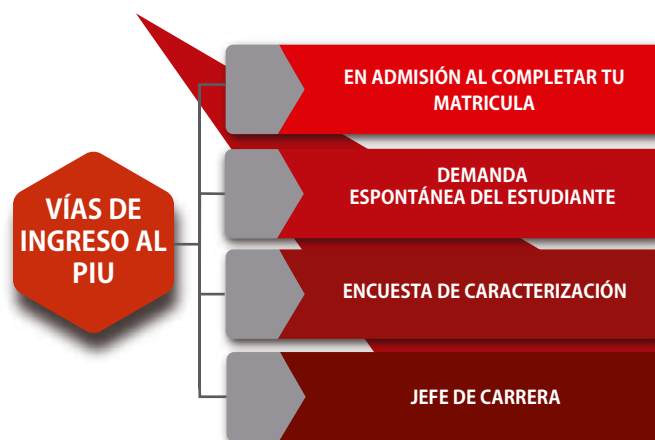 VÍAS DE
INGRESO AL
PIU
EN ADMISIÓN AL COMPLETAR TU
MATRICULA
DEMANDA
ESPONTÁNEA DEL ESTUDIANTE
ENCUESTA DE CARACTERIZACIÓN
JEFE DE CARRERA